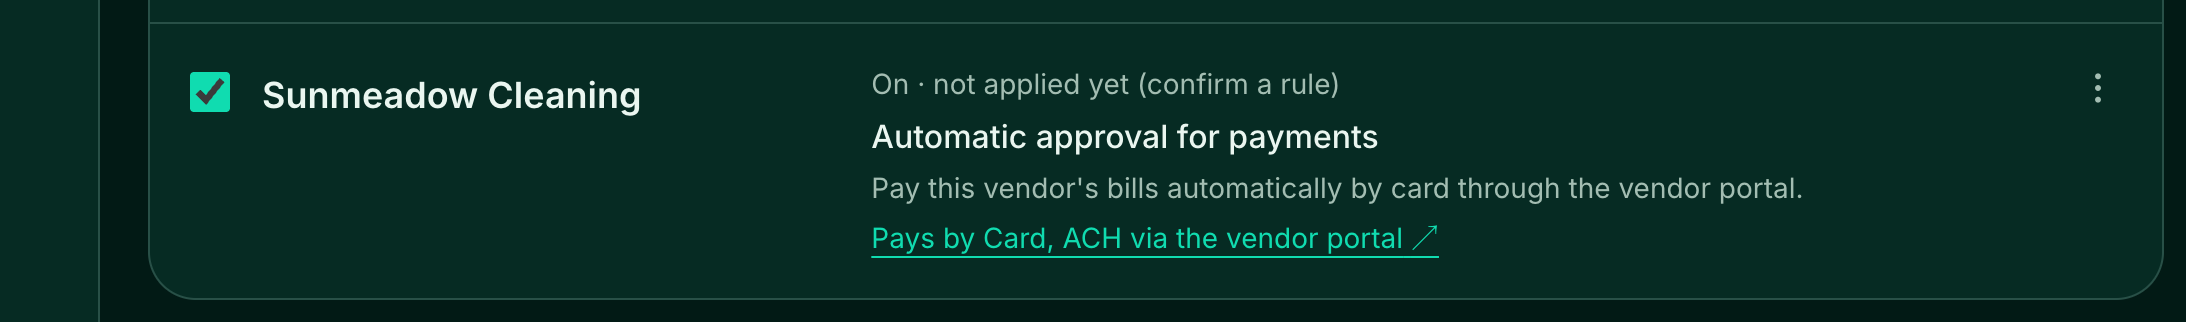 Sunmeadow Cleaning
On · not applied yet (confirm a rule)
Automatic approval for payments
Pay this vendor's bills automatically by card through the vendor portal.
Pays by Card, ACH via the vendor portal ↗